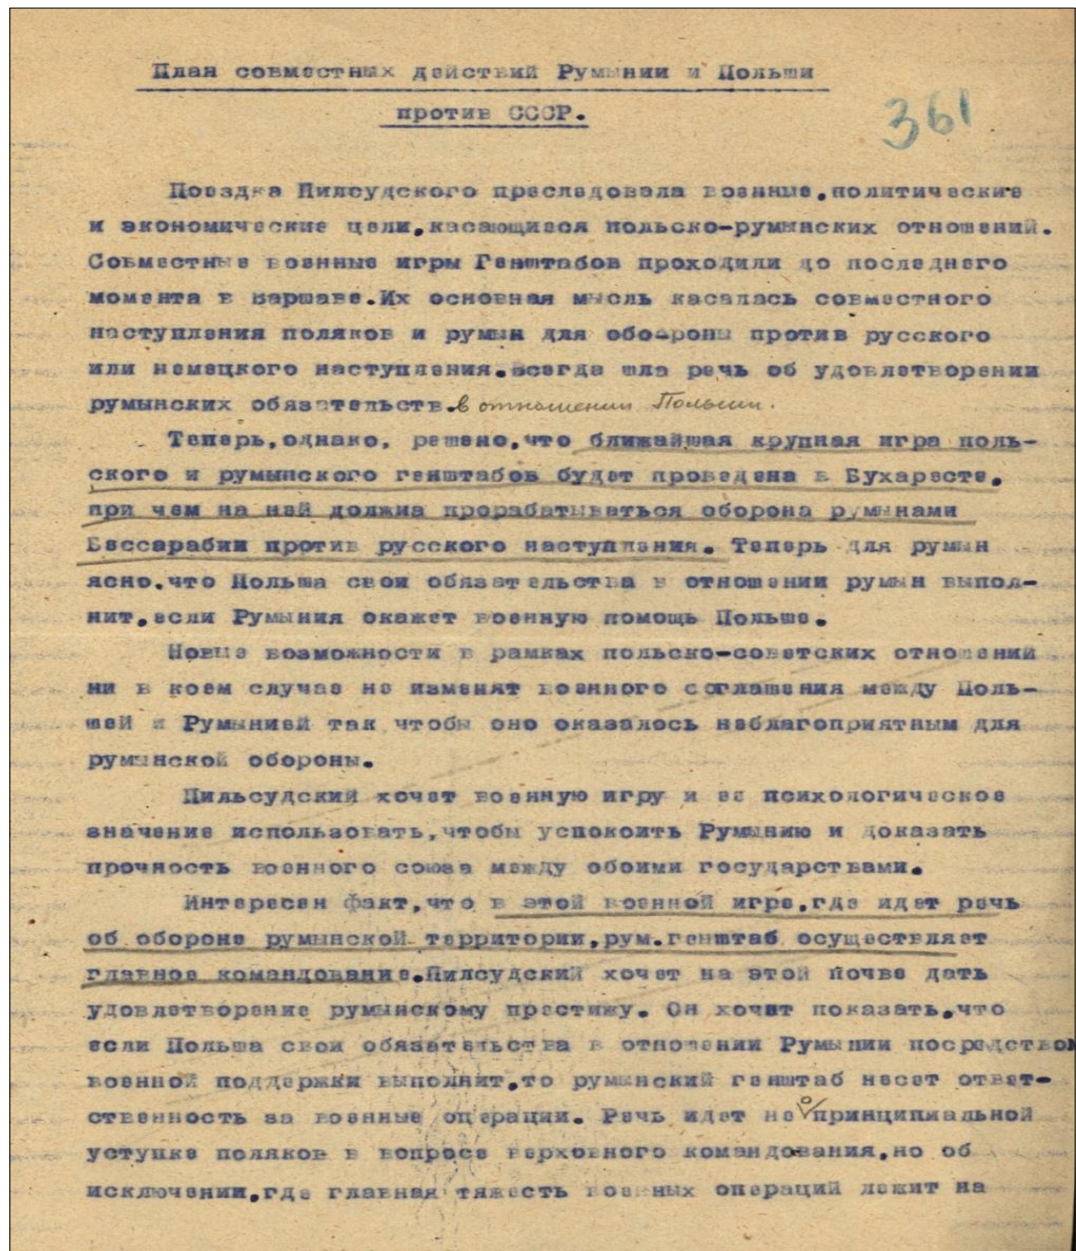 План совместных действий Румынии и Польши
против СССР.
361
Поездка Пилсудского преследовала военные,политические
и экономические цели,касающиеся польско-румынских отношений.
Совместные военные игры Генштабов проходили до последнего
момента в Варшаве.Их основная мысль касалась совместного
наступления поляков и румын для обо-роны против русского
или немецкого наступления.Всегда шла речь об удовлетворении
румынских обязательств.в отношении Польши.
Теперь,однако, решено,что ближайшая крупная игра поль-
ского и румынского генштабов будет проведена в Бухаресте,
при чем на ней должна прорабатываться оборона румынами
Бессарабии против русского наступления. Теперь для румын
ясно,что Польша свои обязательства в отношении румын выпол-
нит,если Румыния окажет военную помощь Польше.
Новые возможности в рамках польско-советских отношений
ни в коем случае не изменят военного соглашения между Поль-
шей и Румынией так,чтобы оно оказалось неблагоприятным для
румынской обороны.
Пильсудский хочет военную игру и ее психологическое
значение использовать,чтобы успокоить Румынию и доказать
прочность военного союза между обоими государствами.
Интересен факт,что в этой военной игре,где идет речь
об обороне румынской территории,рум.генштаб осуществляет
главное командование.Пилсудский хочет на этой почве дать
удовлетворение румынскому престижу. Он хочет показать,что
если Польша свои обязательства в отношении Румынии посредством
военной поддержки выполнит,то румынский генштаб несет ответ-
ственность за военные операции. Речь идет не о принципиальной
уступке поляков в вопросе верховного командования,но об
исключении,где главная тяжесть военных операций лежит на